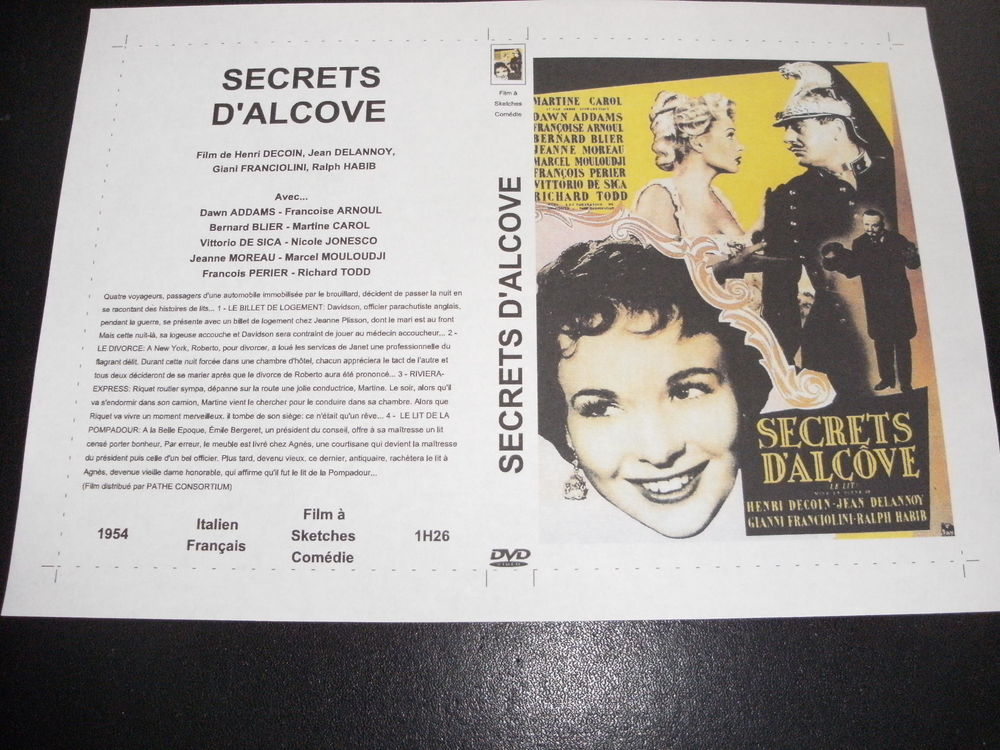 SECRETS
D'ALCOVE
Film de Henri DECOIN, Jean DELANNOY,
Giani FRANCIOLINI, Ralph HABIB
Avec...
Dawn ADDAMS - Francoise ARNOUL
Bernard BLIER - Martine CAROL
Vittorio DE SICA - Nicole JONESCO
Jeanne MOREAU - Marcel MOULOUDJI
Francois PERIER - Richard TODD
Quatre voyageurs, passagers d'une automobile immobilisée par le brouillard, décident de passer la nuit en
se racontant des histoires de lits... 1 - LE BILLET DE LOGEMENT: Davidson, officier parachutiste anglais,
pendant la guerre, se présente avec un billet de logement chez Jeanne Plisson, dont le mari est au front
Mais cette nuit-là, sa logeuse accouche et Davidson sera contraint de jouer au médecin accoucheur... 2 -
LE DIVORCE: A New York, Roberto, pour divorcer, a loué les services de Janet une professionnelle du
flagrant délit. Durant cette nuit forcée dans une chambre d'hôtel, chacun appréciera le tact de l'autre et
tous deux décideront de se marier après que le divorce de Roberto aura été prononcé... 3 - RIVIERA-
EXPRESS: Riquet routier sympa, dépanne sur la route une jolie conductrice, Martine. Le soir, alors qu'il
va s'endormir dans son camion, Martine vient le chercher pour le conduire dans sa chambre. Alors que
Riquet va vivre un moment merveilleux, il tombe de son siège: ce n'était qu'un rêve... 4 - LE LIT DE LA
POMPADOUR: A la Belle Epoque, Émile Bergeret, un président du conseil, offre à sa maîtresse un lit
censé porter bonheur, Par erreur, le meuble est livré chez Agnès, une courtisane qui devient la maîtresse
du président puis celle d'un bel officier. Plus tard, devenu vieux, ce dernier, antiquaire, rachètera le lit à
Agnès, devenue vieille dame honorable, qui affirme qu'il fut le lit de la Pompadour...
(Film distribué par PATHE CONSORTIUM)
1954
Italien
Français
Film à
Sketches
Comédie
1H26
Film à
Sketches
Comédie
SECRETS D'ALCOVE
DVD
VIDEO
MARTINE CAROL
DAWN ADDAMS
FRANÇOISE ARNOUL
BERNARD BLIER
JEANNE MOREAU
MARCEL MOULOUDJI
FRANÇOIS PERIER
VITTORIO DE SICA
RICHARD TODD
SECRETS
D'ALCÔVE
LE LIT
HENRI DECOIN-JEAN DELANNOY
GIANNI FRANCIOLINI-RALPH HABIB